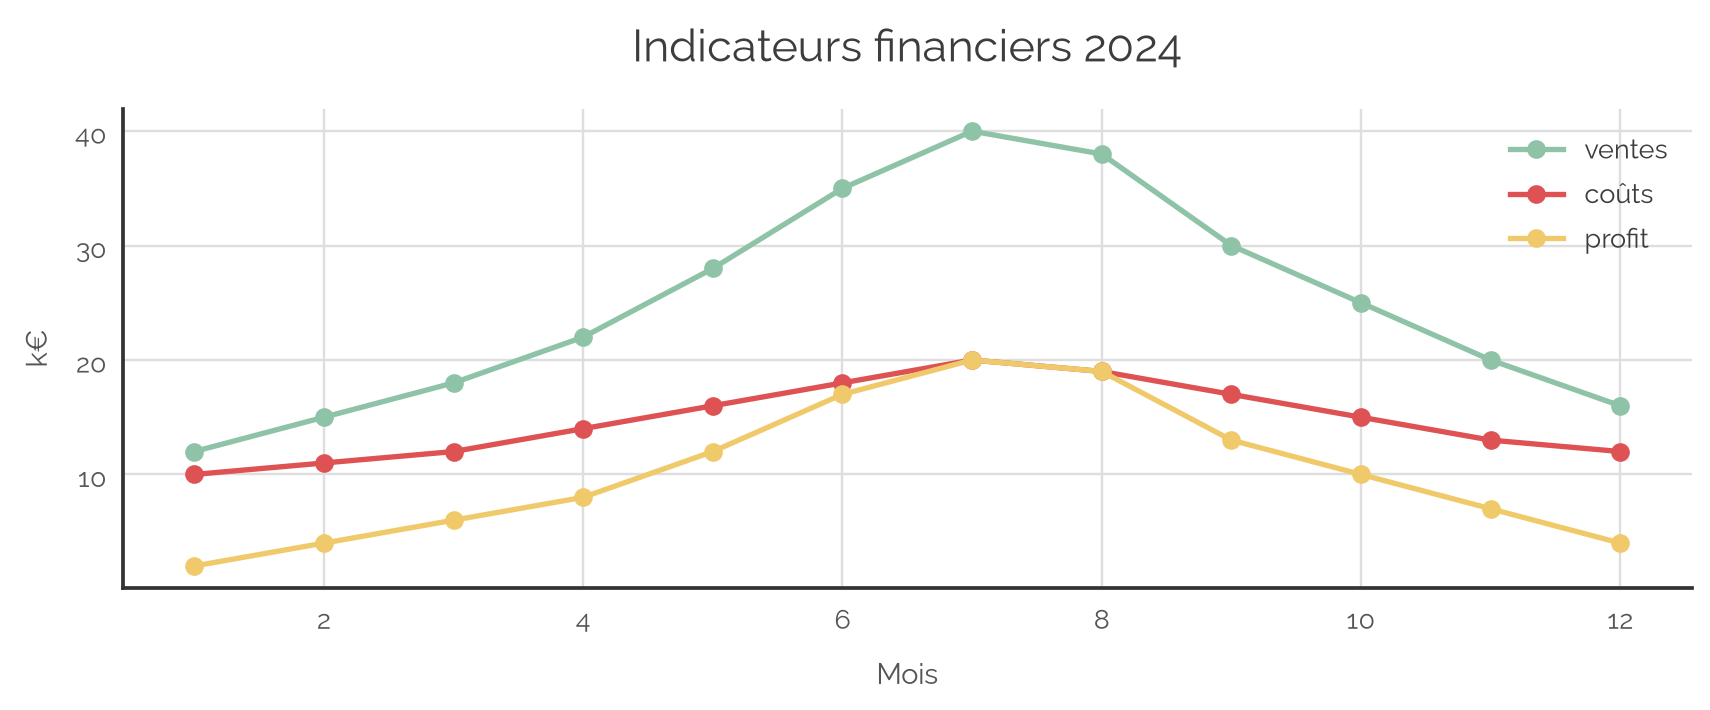 Indicateurs financiers 2024
40
30
20
10
k€
ventes
coûts
profit
2 4 6 8 10 12
Mois